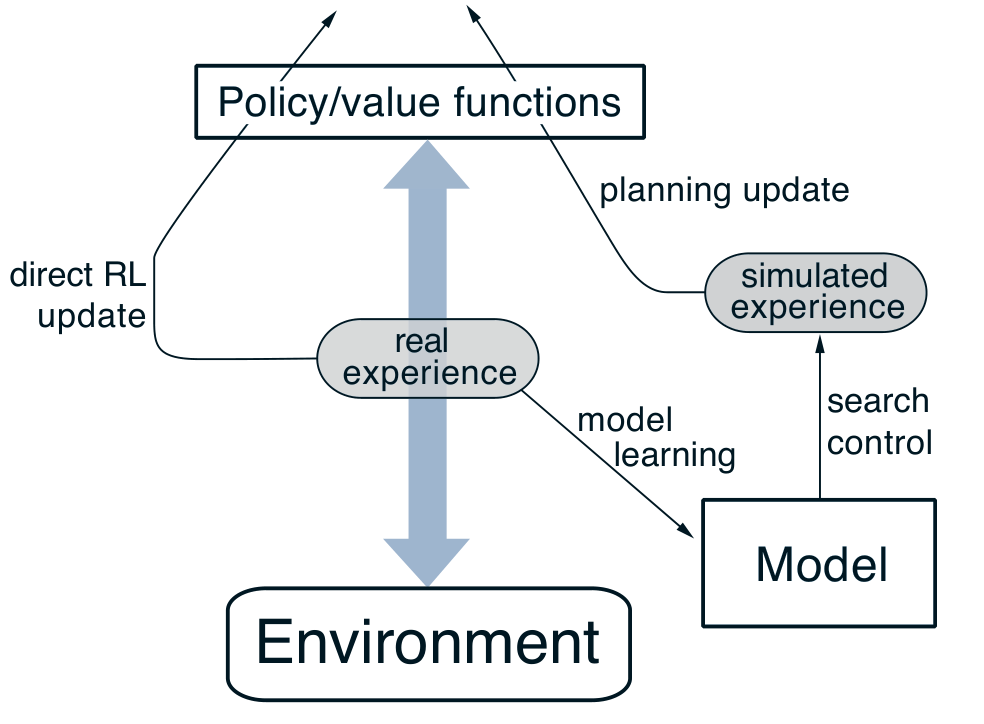 Policy/value functions
planning update
direct RL
update
simulated
experience
real
experience
model
learning
search
control
Model
Environment